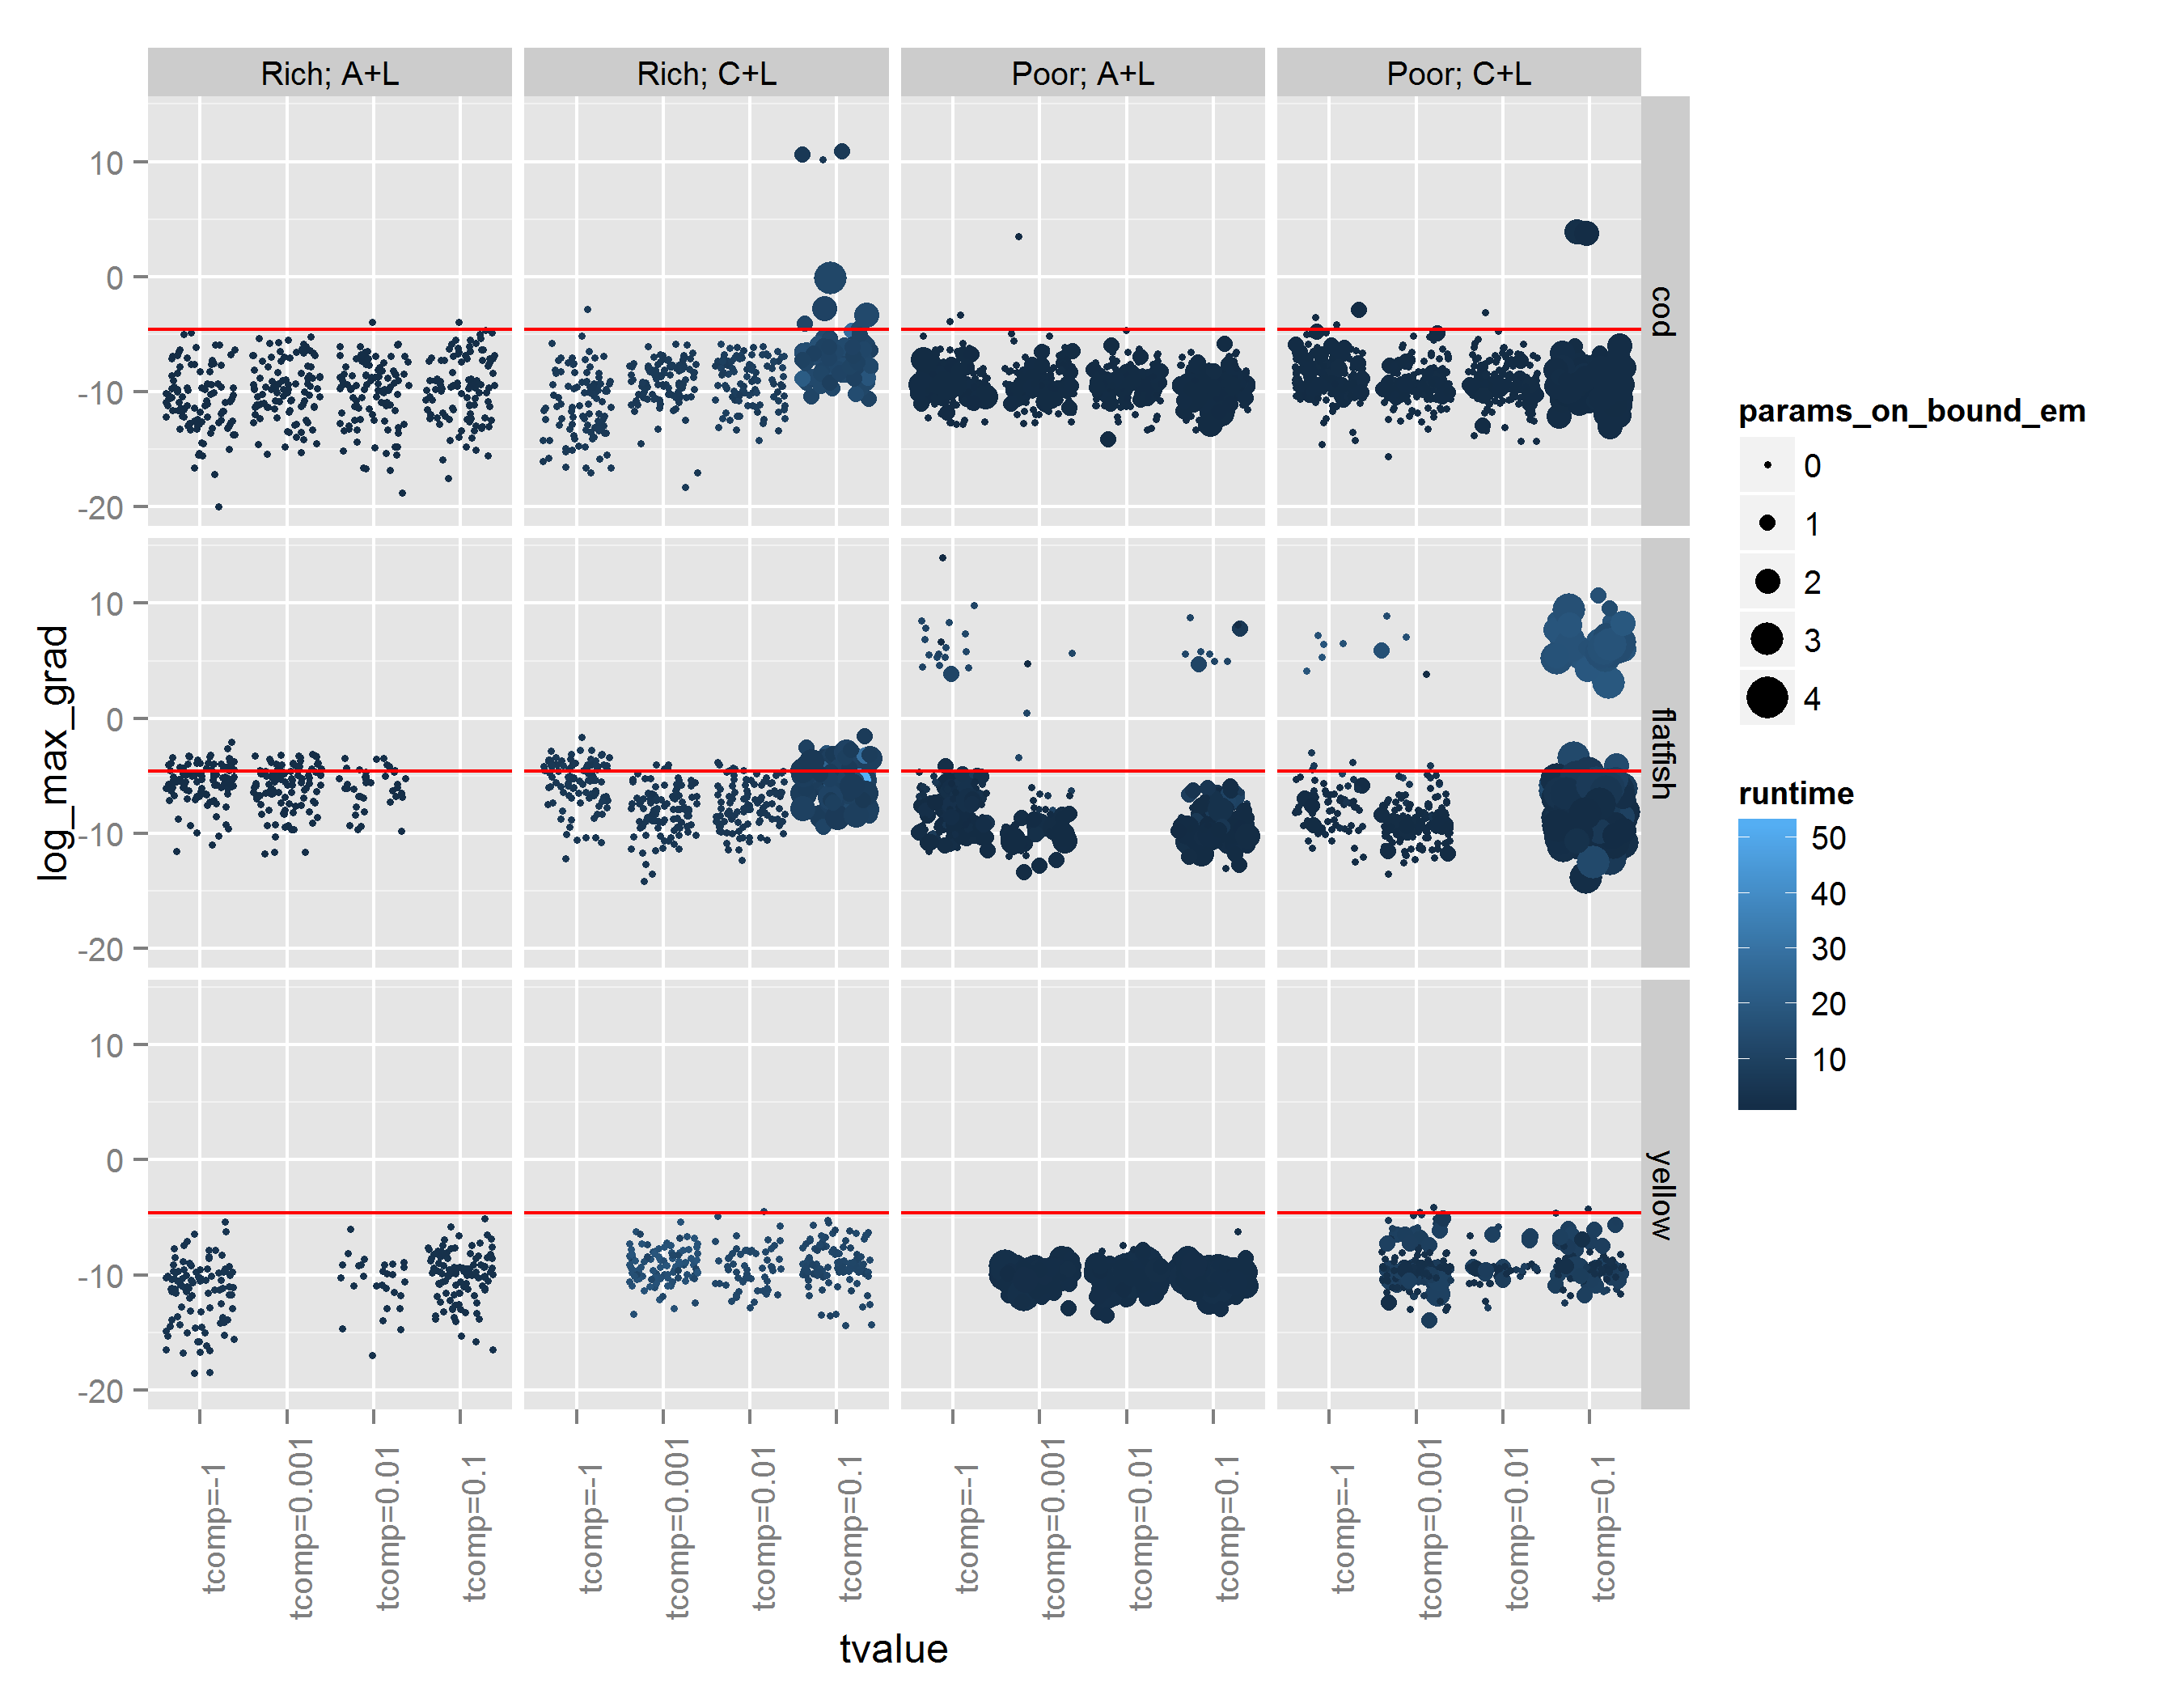 Rich; A+L
Rich; C+L
Poor; A+L
Poor; C+L
log_max_grad
10
0
-10
-20
cod
10
0
-10
-20
flatfish
10
0
-10
-20
yellow
tcomp=-1
tcomp=0.001
tcomp=0.01
tcomp=0.1
tcomp=-1
tcomp=0.001
tcomp=0.01
tcomp=0.1
tcomp=-1
tcomp=0.001
tcomp=0.01
tcomp=0.1
tcomp=-1
tcomp=0.001
tcomp=0.01
tcomp=0.1
tvalue
params_on_bound_em
0
1
2
3
4
runtime
50
40
30
20
10